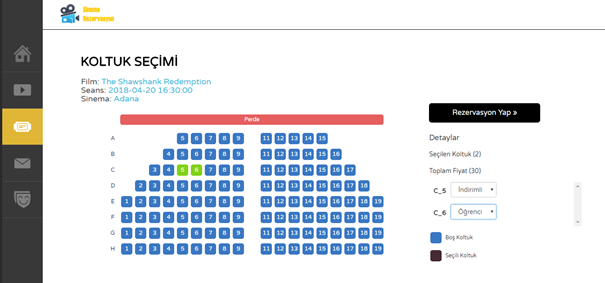 Sinema
Rezervasyon
KOLTUK SEÇİMİ
Film: The Shawshank Redemption
Seans: 2018-04-20 16:30:00
Sinema: Adana
Perde
A 5 6 7 8 9 11 12 13 14 15
B 4 5 6 7 8 9 11 12 13 14 15 16
C 3 4 5 6 7 8 9 11 12 13 14 15 16 17
D 2 3 4 5 6 7 8 9 11 12 13 14 15 16 17 18
E 1 2 3 4 5 6 7 8 9 11 12 13 14 15 16 17 18 19
F 1 2 3 4 5 6 7 8 9 11 12 13 14 15 16 17 18 19
G 1 2 3 4 5 6 7 8 9 11 12 13 14 15 16 17 18 19
H 1 2 3 4 5 6 7 8 9 11 12 13 14 15 16 17 18 19
Rezervasyon Yap »
Detaylar
Seçilen Koltuk (2)
Toplam Fiyat (30)
C_5 İndirimli
C_6 Öğrenci
Boş Koltuk
Seçili Koltuk